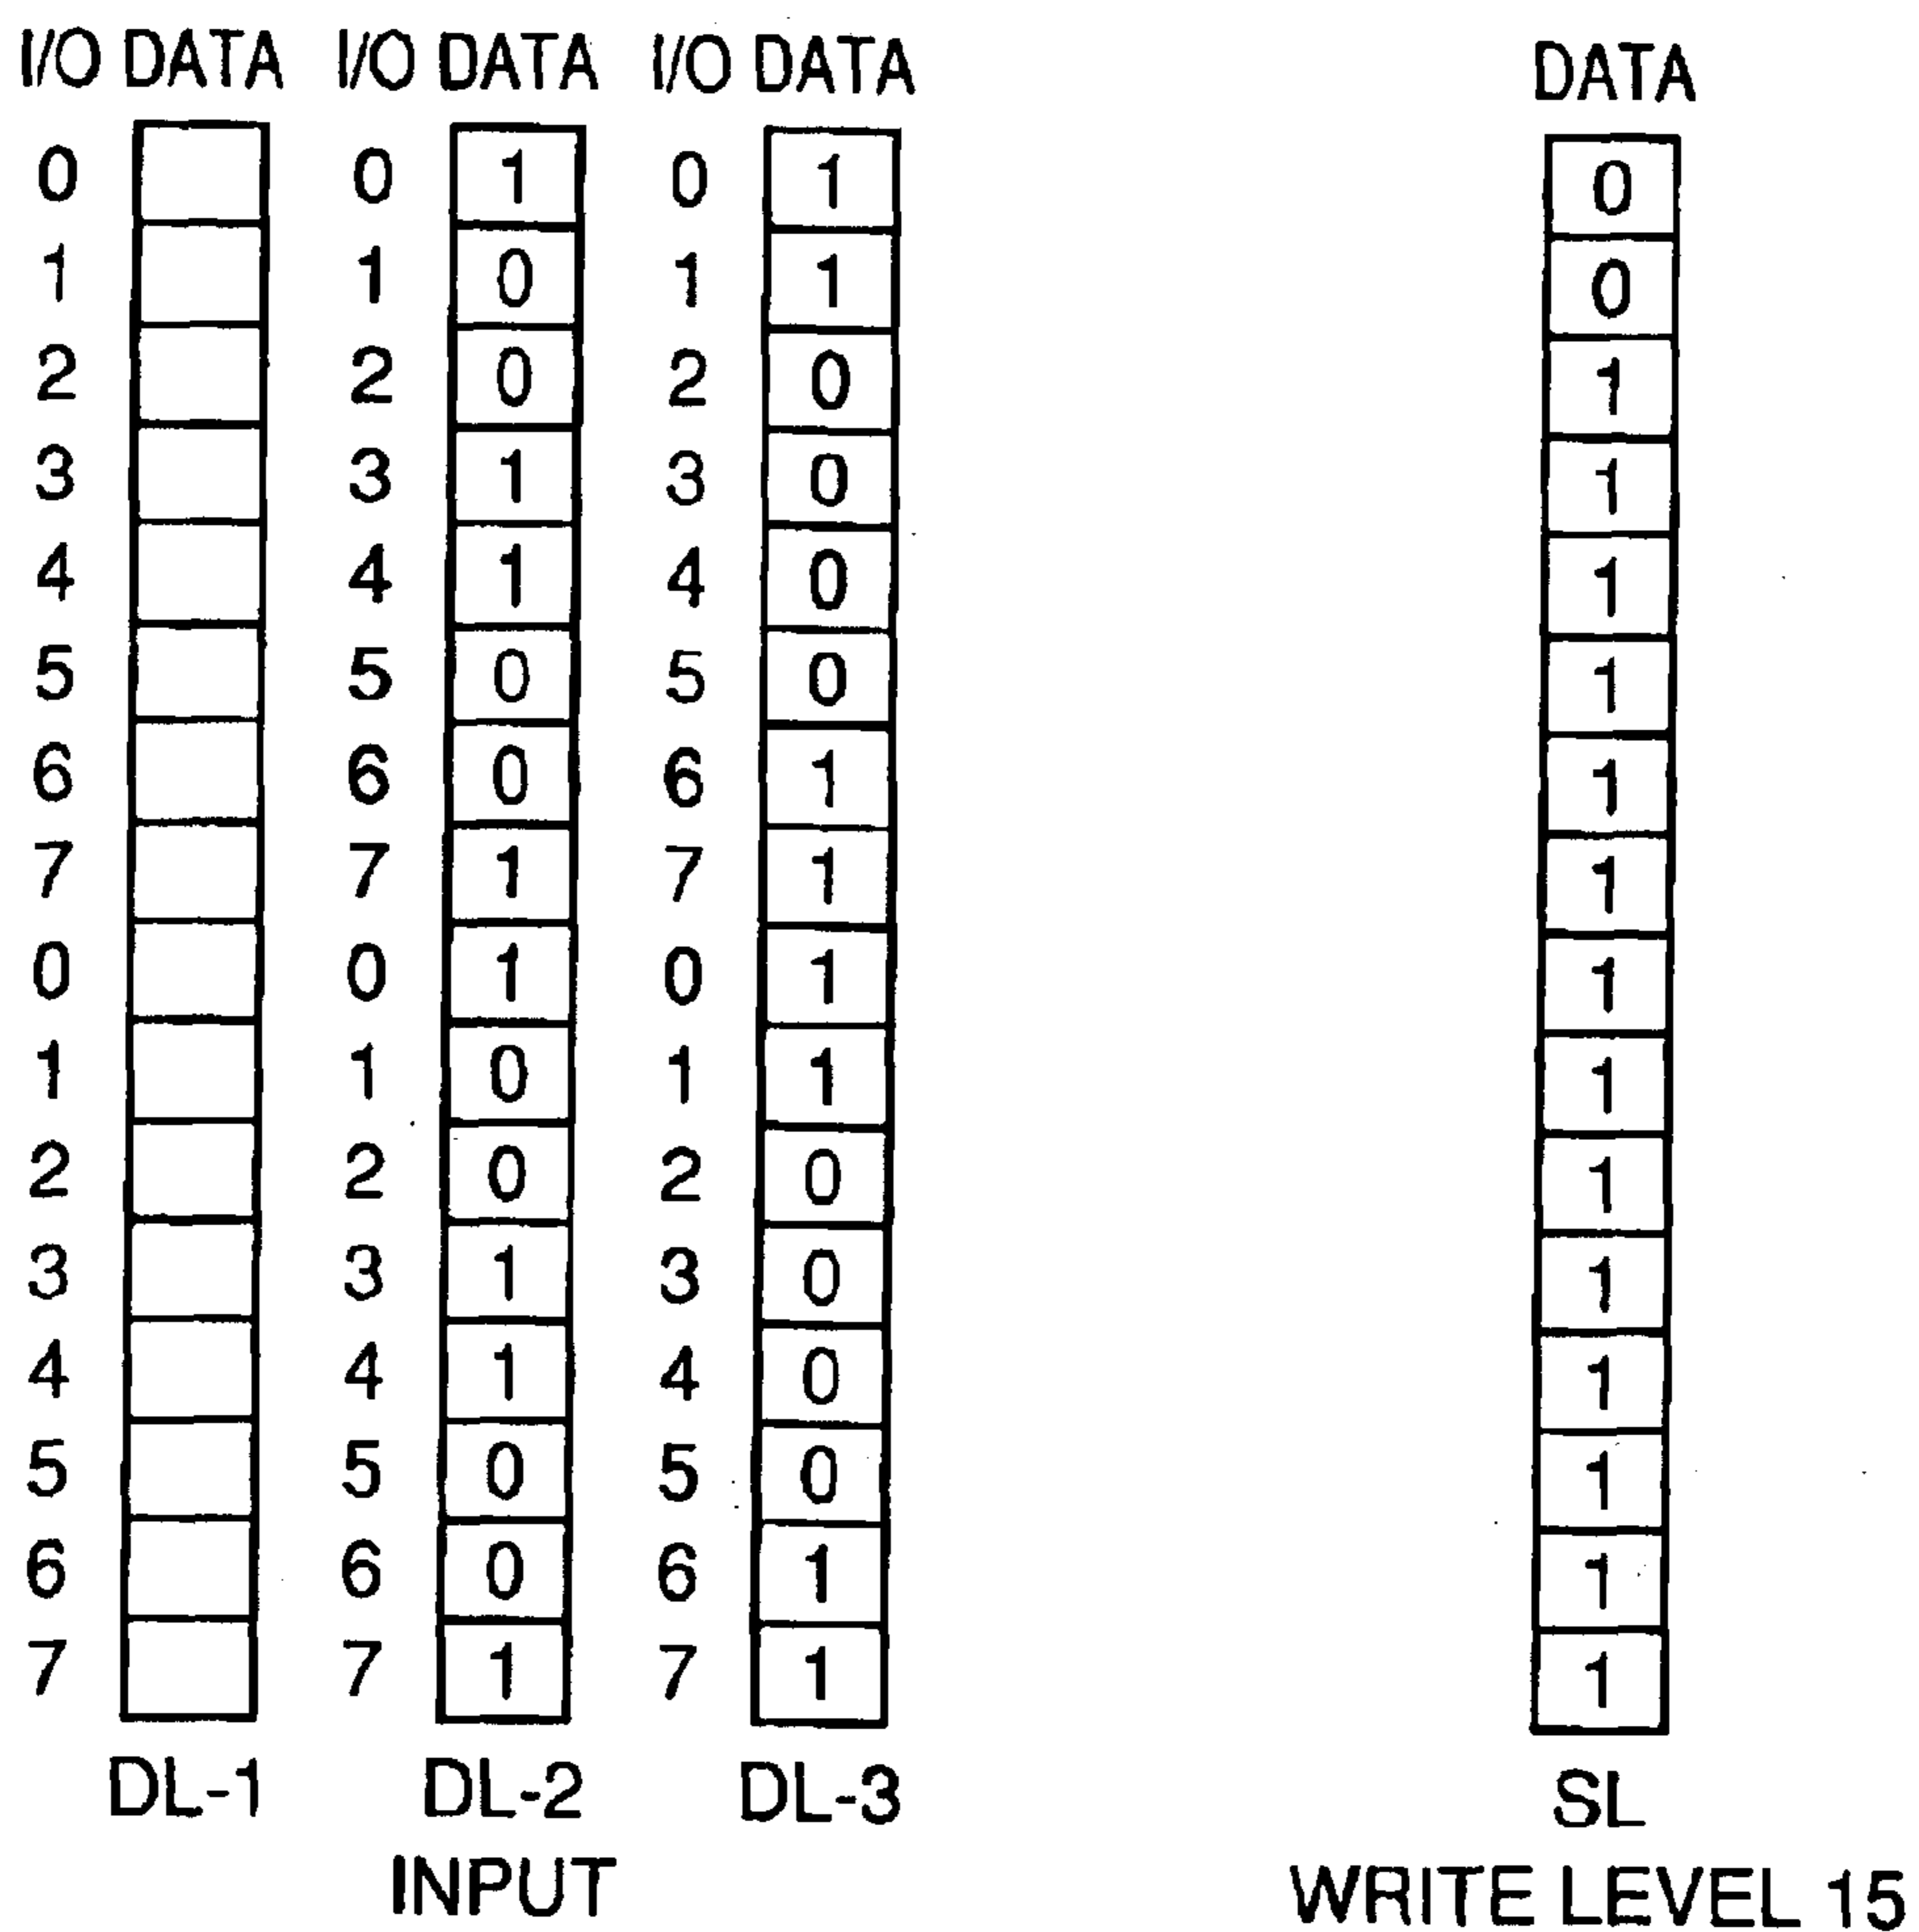 I/O DATA I/O DATA I/O DATA DATA
0 0 1 0 1 0
1 1 0 1 1 0
2 2 0 2 0 1
3 3 1 3 0 1
4 4 1 4 0 1
5 5 0 5 0 1
6 6 0 6 1 1
7 7 1 7 1 1
0 0 1 0 1 1
1 1 0 1 1 1
2 2 0 2 0 1
3 3 1 3 0 1
4 4 1 4 0 1
5 5 0 5 0 1
6 6 0 6 1 1
7 7 1 7 1 1
DL-1 DL-2 DL-3 SL
INPUT WRITE LEVEL 15